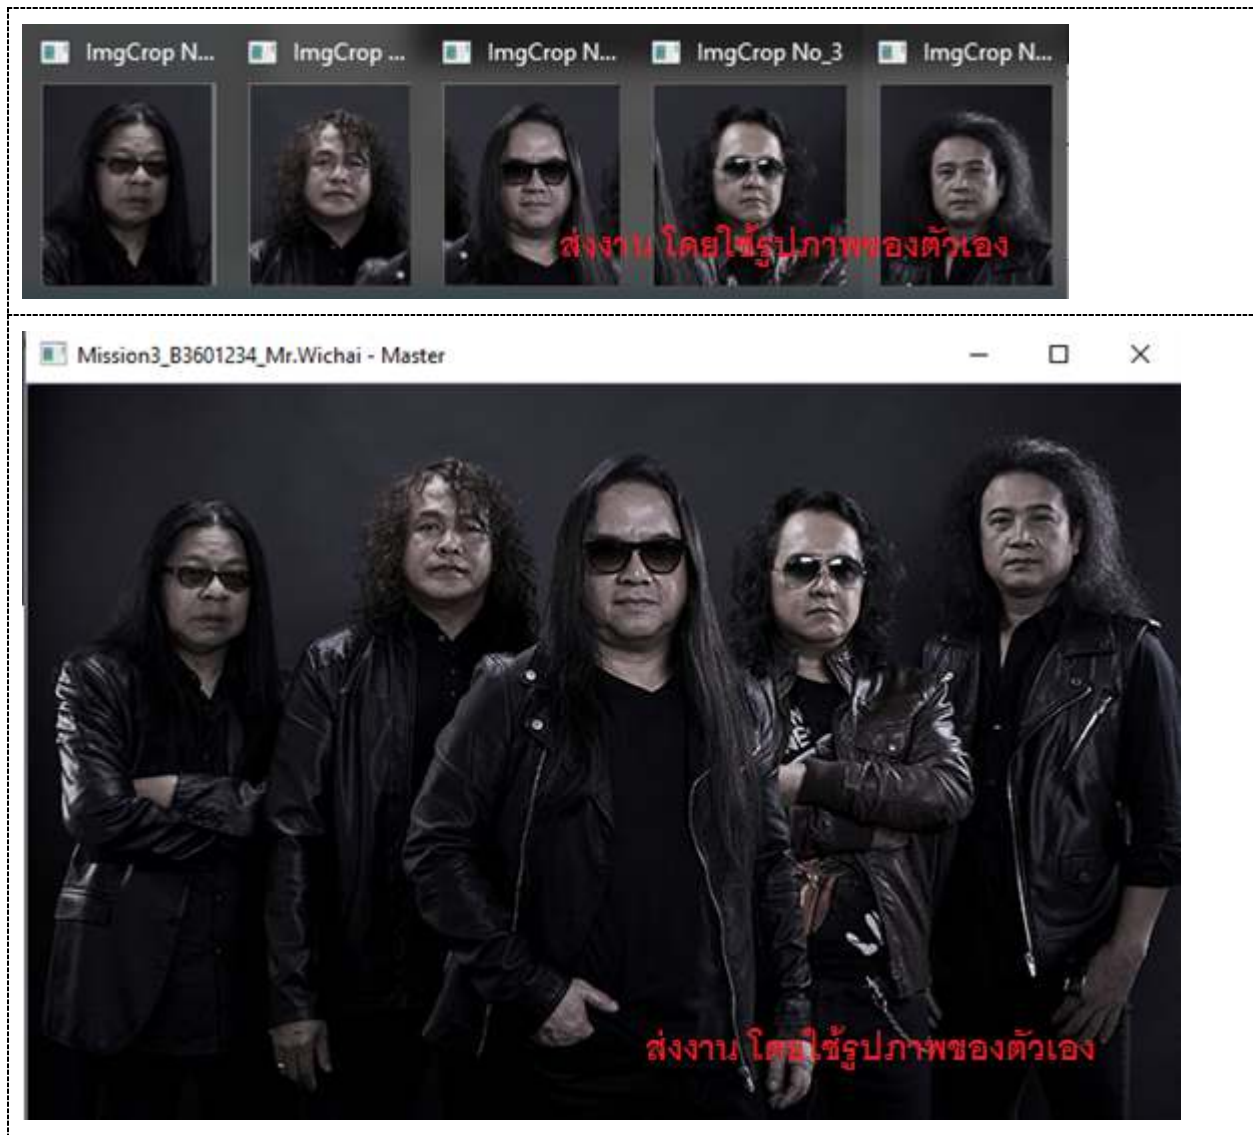 ImgCrop N...
ImgCrop ...
ImgCrop N...
ImgCrop No_3
ImgCrop N...
ส่งงาน โดยใช้รูปภาพของตัวเอง
Mission3_B3601234_Mr.Wichai - Master
ส่งงาน โดยใช้รูปภาพของตัวเอง